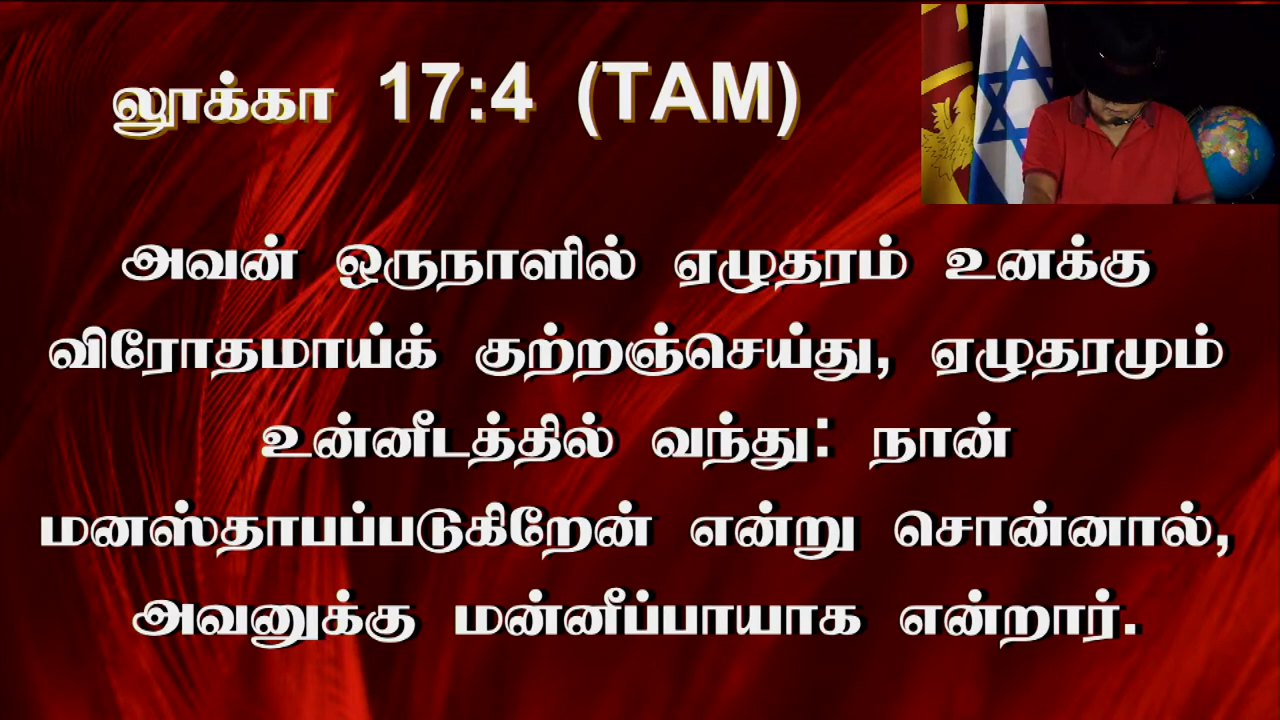 லூக்கா 17:4 (TAM)
அவன் ஒருநாளில் ஏழுதரம் உனக்கு
விரோதமாய்க் குற்றஞ்செய்து, ஏழுதரமும்
உன்னீடத்தில் வந்து: நான்
மனஸ்தாபப்படுகிறேன் என்று சொன்னால்,
அவனுக்கு மன்னீப்பாயாக என்றார்.